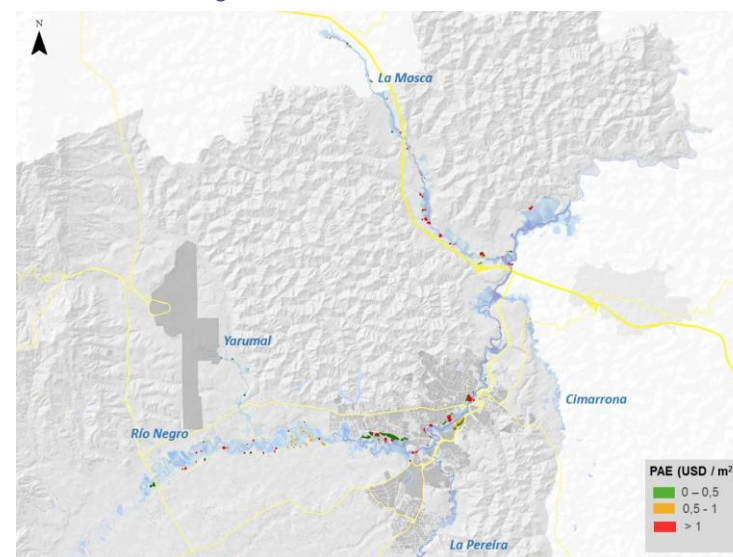 N
La Mosca
Yarumal
Cimarrona
Río Negro
La Pereira
PAE (USD / m²
0 – 0,5
0,5 - 1
> 1